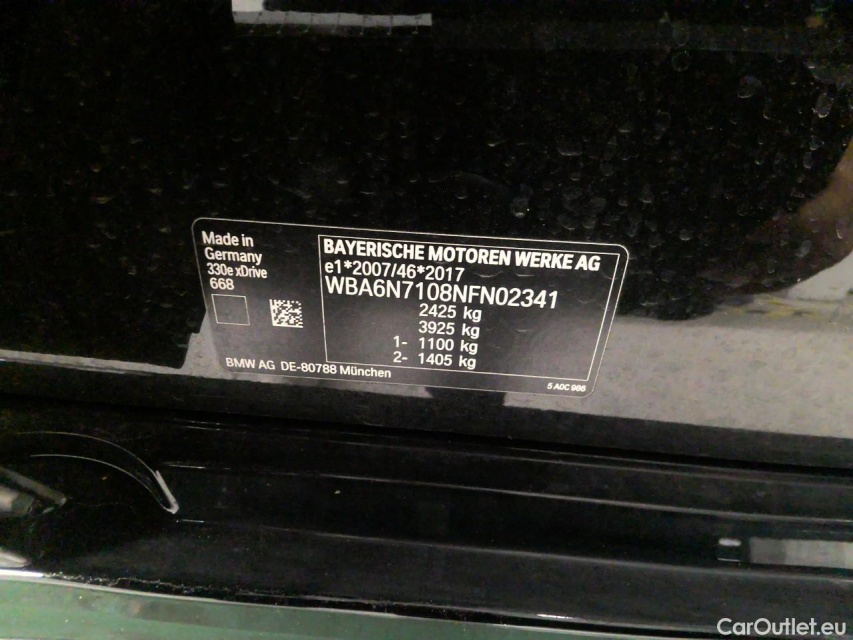 Made in
Germany
330e xDrive
668
BAYERISCHE MOTOREN WERKE AG
e1*2007/46*2017
WBA6N7108NFN02341
2425 kg
3925 kg
1- 1100 kg
2- 1405 kg
BMW AG DE-80788 München
5 A0C 986
CarOutlet.eu